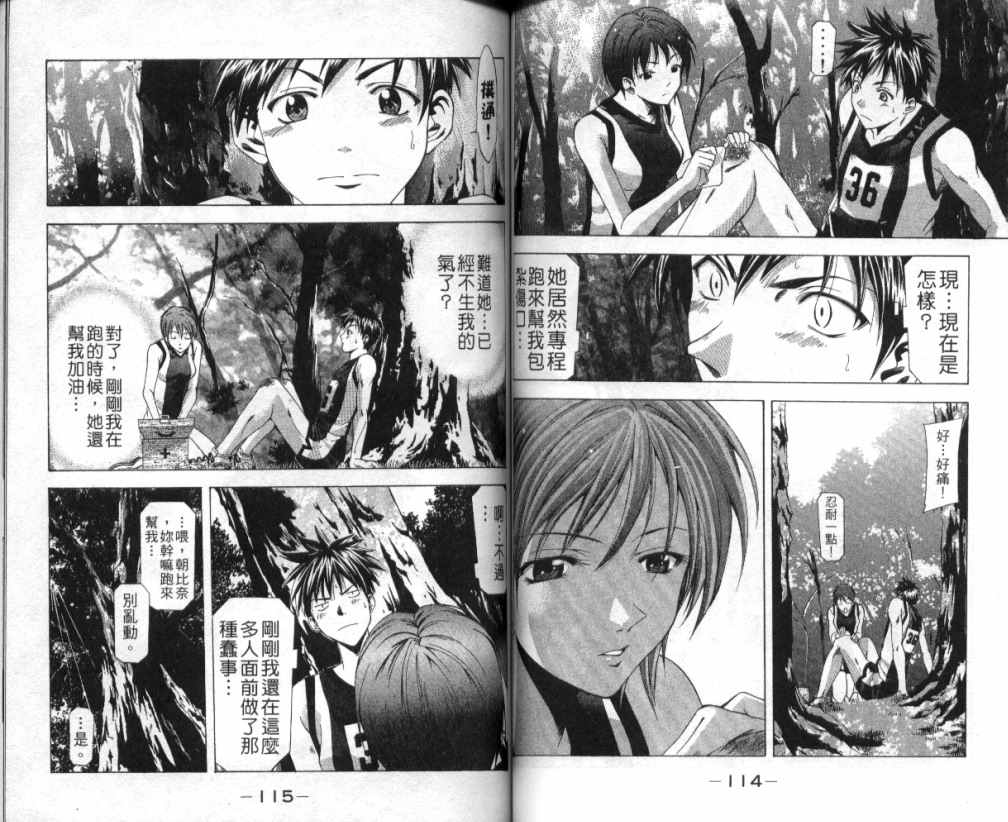 …！
36
現…現在是
怎樣？
她居然專程
跑來幫我包
紮傷口…
好…好痛！
忍耐一點！
36
—114—
撲通！
難道她…已
經不生我的
氣了？
對了，剛剛我在
跑的時候，她還
幫我加油…
啊…不過
…
剛剛我還在這麼
多人面前做了那
種蠢事…
…喂，朝比奈
，妳幹嘛跑來
幫我…
別亂動。
…是。
—115—